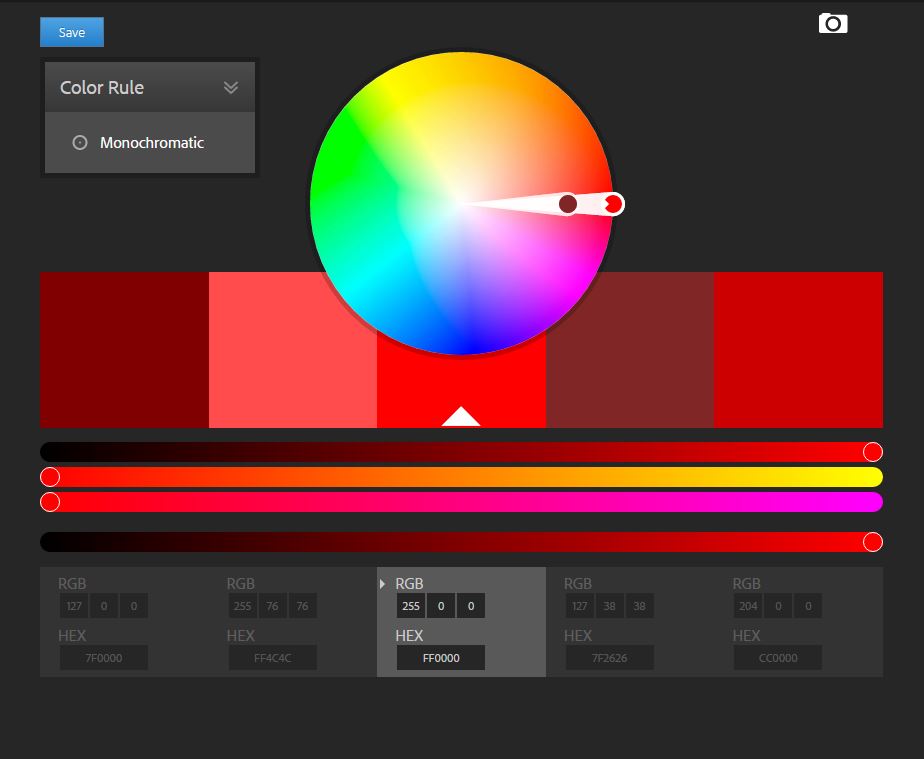 Save
Color Rule
Monochromatic
RGB RGB RGB RGB RGB
127 0 0 255 76 76 255 0 0 127 38 38 204 0 0
HEX HEX HEX HEX HEX
7F0000 FF4C4C FF0000 7F2626 CC0000